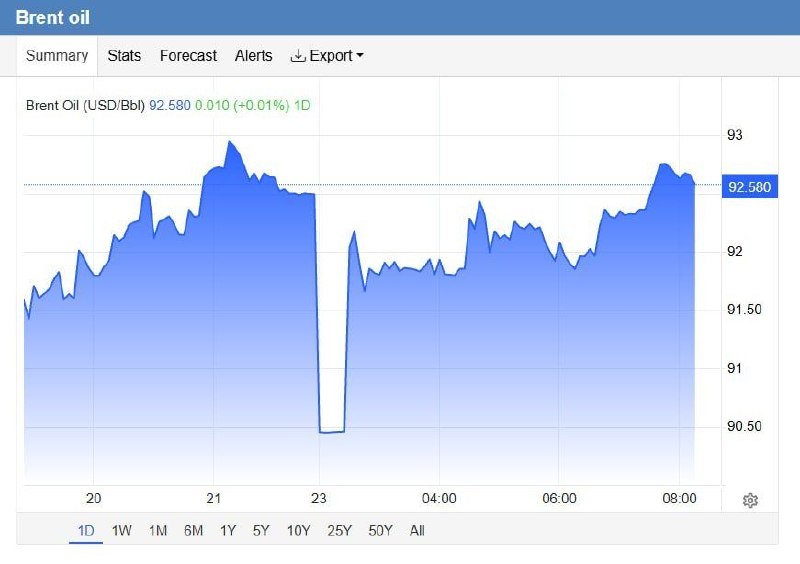 Brent oil
Summary Stats Forecast Alerts Export
Brent Oil (USD/Bbl) 92.580 0.010 (+0.01%) 1D
93
92.580
92
91.50
91
90.50
20 21 23 04:00 06:00 08:00
1D 1W 1M 6M 1Y 5Y 10Y 25Y 50Y All